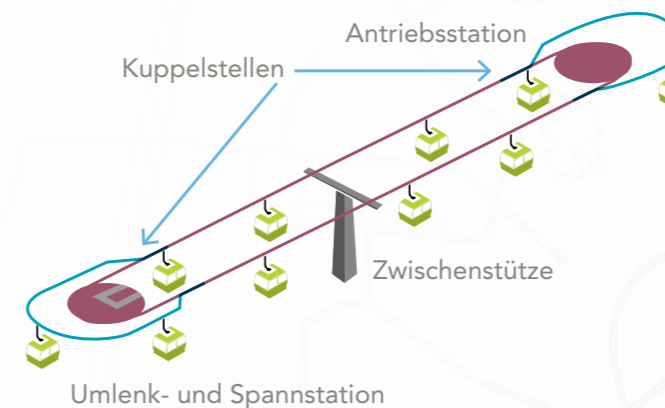 Antriebsstation
Kuppelstellen
Zwischenstütze
Umlenk- und Spannstation